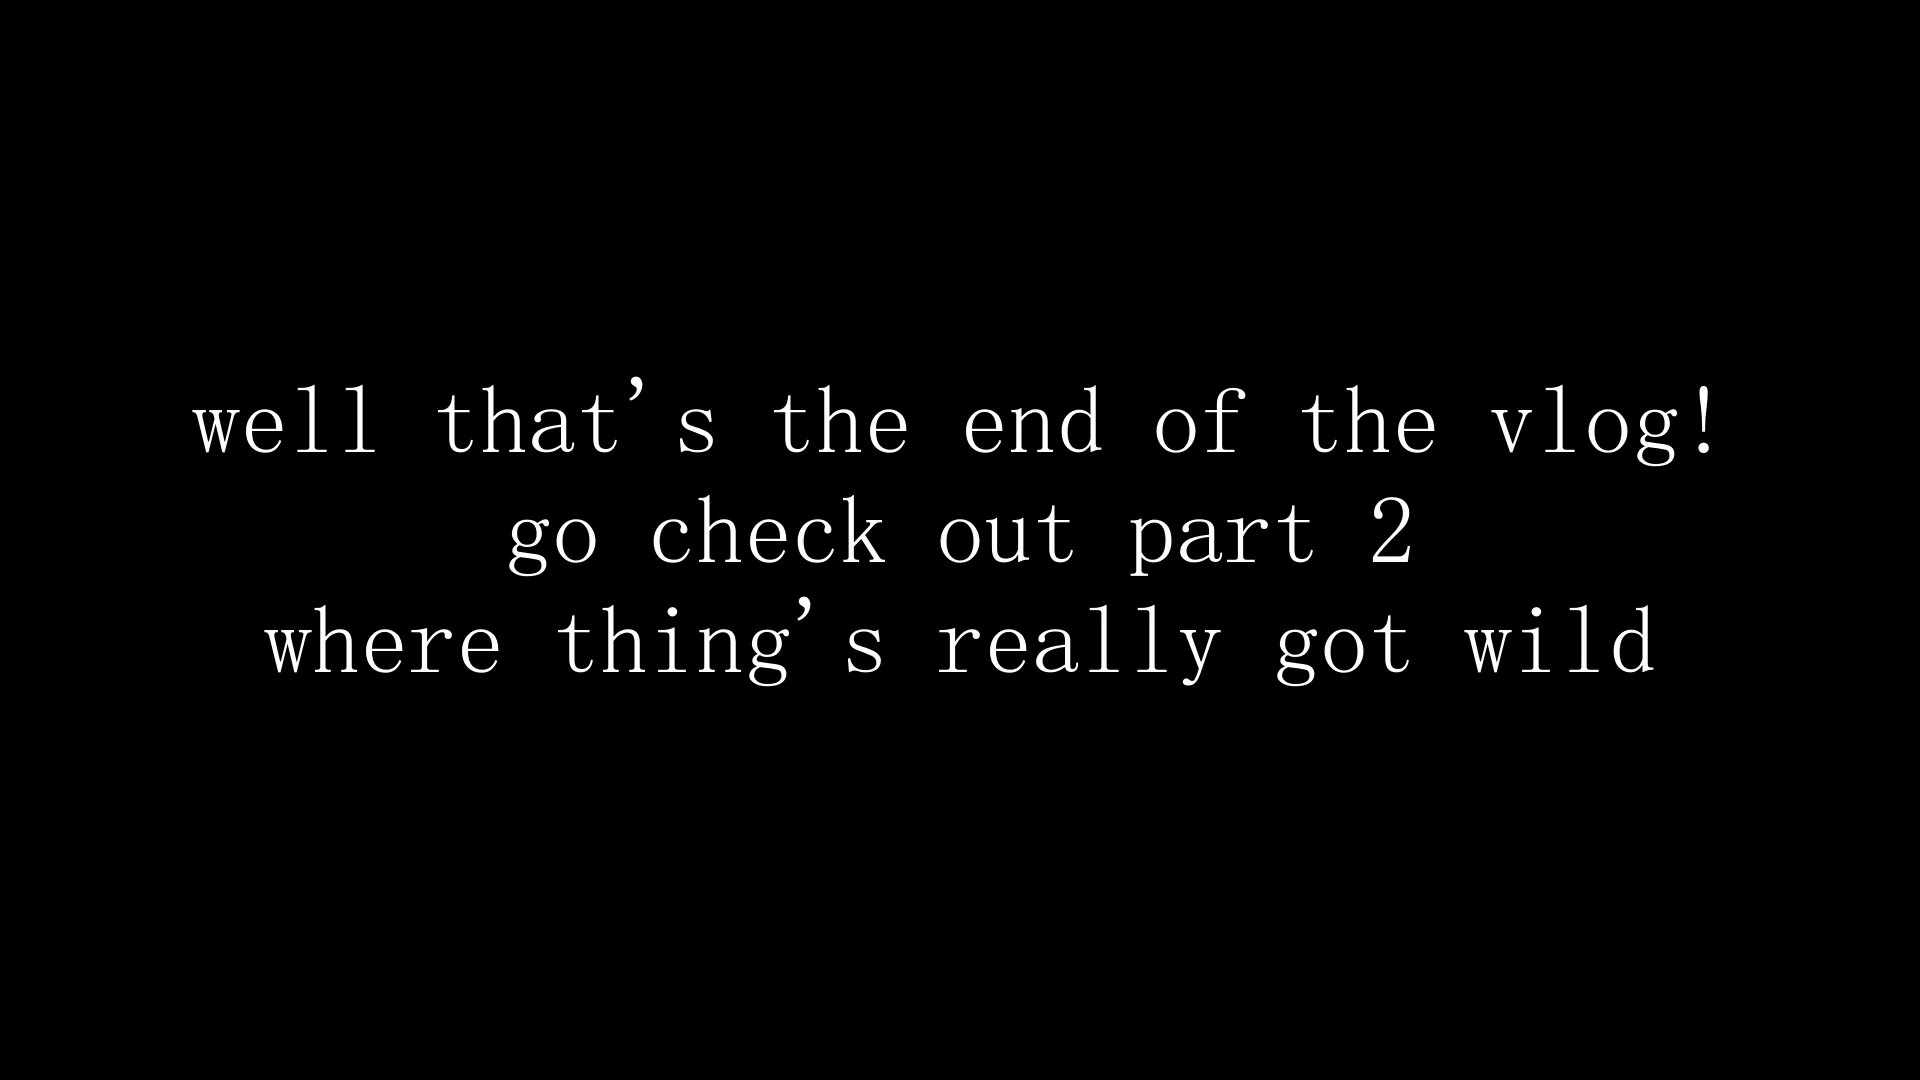 well that's the end of the vlog!
go check out part 2
where thing's really got wild